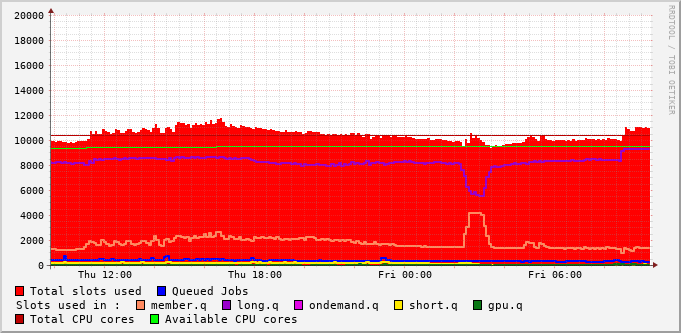 20000
18000
16000
14000
12000
10000
8000
6000
4000
2000
0
Thu 12:00 Thu 18:00 Fri 00:00 Fri 06:00
Total slots used Queued Jobs
Slots used in : member.q long.q ondemand.q short.q gpu.q
Total CPU cores Available CPU cores
RRDTOOL / TOBI OETIKER